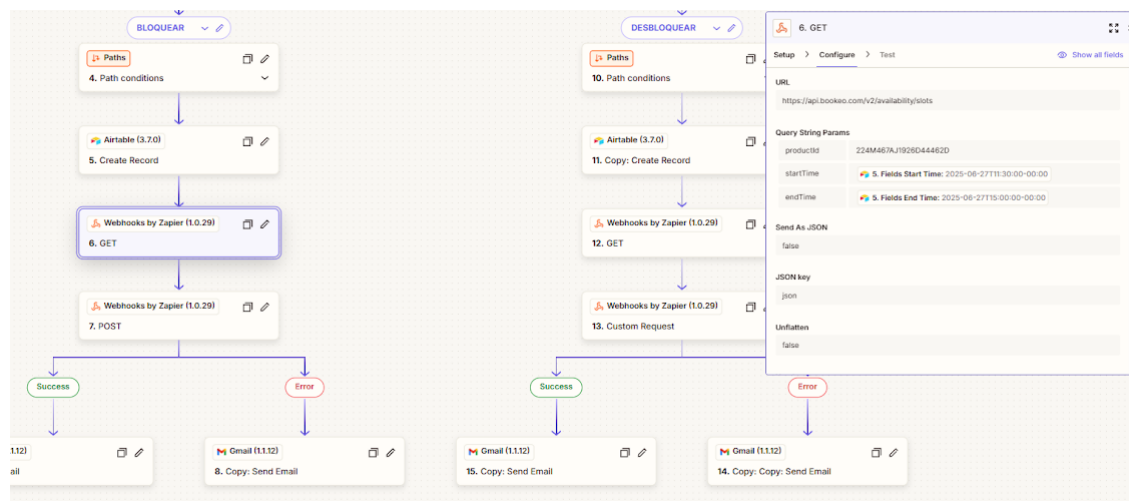 BLOQUEAR
Paths
4. Path conditions
Airtable (3.7.0)
5. Create Record
Webhooks by Zapier (1.0.29)
6. GET
Webhooks by Zapier (1.0.29)
7. POST
Success
Error
1.12)
ail
Gmail (1.1.12)
8. Copy: Send Email
DESBLOQUEAR
Paths
10. Path conditions
Airtable (3.7.0)
11. Copy: Create Record
Webhooks by Zapier (1.0.29)
12. GET
Webhooks by Zapier (1.0.29)
13. Custom Request
Success
Error
Gmail (1.1.12)
15. Copy: Send Email
Gmail (1.1.12)
14. Copy: Copy: Send Email
6. GET
Setup
Configure
Test
Show all fields
URL
https://api.bookeo.com/v2/availability/slots
Query String Params
productId 224M467AJ1926D44462D
startTime 5. Fields Start Time: 2025-06-27T11:30:00-00:00
endTime 5. Fields End Time: 2025-06-27T15:00:00-00:00
Send As JSON
false
JSON key
json
Unflatten
false